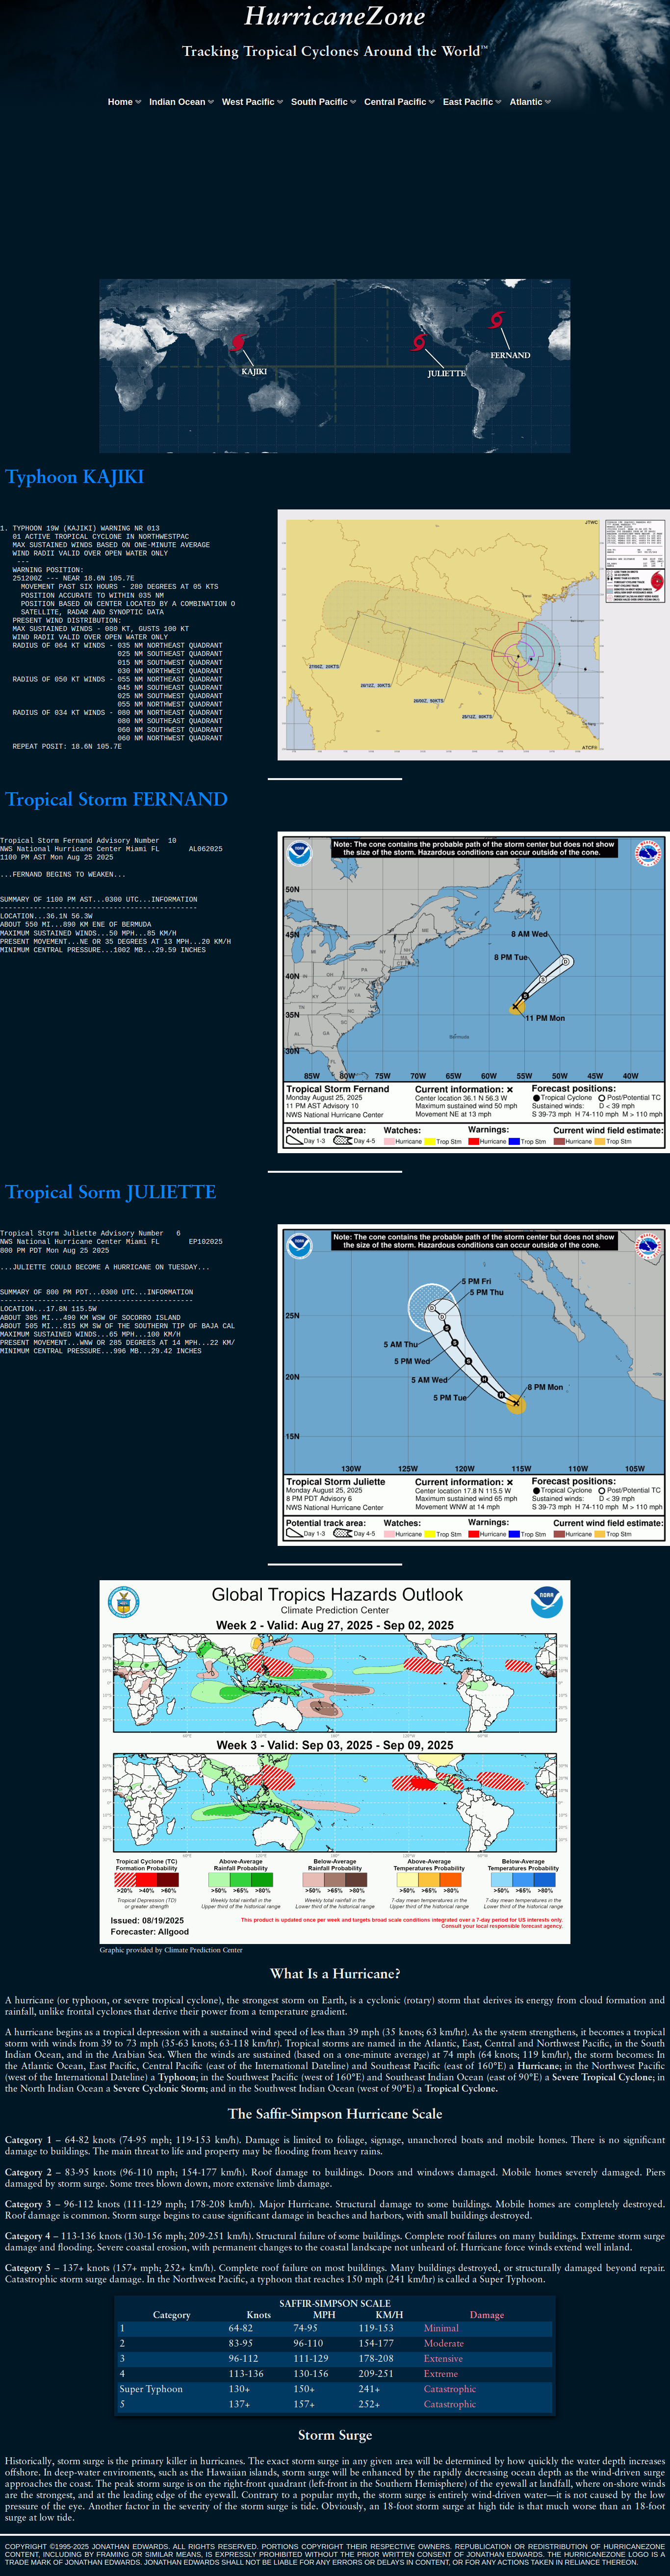 HurricaneZone
Tracking Tropical Cyclones Around the World™
Home Indian Ocean West Pacific South Pacific Central Pacific East Pacific Atlantic
KAJIKI
JULIETTE
FERNAND
Typhoon KAJIKI
1. TYPHOON 19W (KAJIKI) WARNING NR 013
01 ACTIVE TROPICAL CYCLONE IN NORTHWESTPAC
MAX SUSTAINED WINDS BASED ON ONE-MINUTE AVERAGE
WIND RADII VALID OVER OPEN WATER ONLY
---
WARNING POSITION:
251200Z --- NEAR 18.6N 105.7E
MOVEMENT PAST SIX HOURS - 280 DEGREES AT 05 KTS
POSITION ACCURATE TO WITHIN 035 NM
POSITION BASED ON CENTER LOCATED BY A COMBINATION O
SATELLITE, RADAR AND SYNOPTIC DATA
PRESENT WIND DISTRIBUTION:
MAX SUSTAINED WINDS - 080 KT, GUSTS 100 KT
WIND RADII VALID OVER OPEN WATER ONLY
RADIUS OF 064 KT WINDS - 035 NM NORTHEAST QUADRANT
025 NM SOUTHEAST QUADRANT
015 NM SOUTHWEST QUADRANT
030 NM NORTHWEST QUADRANT
RADIUS OF 050 KT WINDS - 055 NM NORTHEAST QUADRANT
045 NM SOUTHEAST QUADRANT
025 NM SOUTHWEST QUADRANT
055 NM NORTHWEST QUADRANT
RADIUS OF 034 KT WINDS - 080 NM NORTHEAST QUADRANT
080 NM SOUTHEAST QUADRANT
060 NM SOUTHWEST QUADRANT
060 NM NORTHWEST QUADRANT
REPEAT POSIT: 18.6N 105.7E
JTWC
ATCF®
Tropical Storm FERNAND
Tropical Storm Fernand Advisory Number 10
NWS National Hurricane Center Miami FL AL062025
1100 PM AST Mon Aug 25 2025
...FERNAND BEGINS TO WEAKEN...
SUMMARY OF 1100 PM AST...0300 UTC...INFORMATION
-----------------------------------------------
LOCATION...36.1N 56.3W
ABOUT 550 MI...890 KM ENE OF BERMUDA
MAXIMUM SUSTAINED WINDS...50 MPH...85 KM/H
PRESENT MOVEMENT...NE OR 35 DEGREES AT 13 MPH...20 KM/H
MINIMUM CENTRAL PRESSURE...1002 MB...29.59 INCHES
Note: The cone contains the probable path of the storm center but does not show
the size of the storm. Hazardous conditions can occur outside of the cone.
50N
45N
8 AM Wed
8 PM Tue
40N
35N
11 PM Mon
Bermuda
30N
85W 80W 75W 70W 65W 60W 55W 50W 45W 40W
Tropical Storm Fernand
Monday August 25, 2025
11 PM AST Advisory 10
NWS National Hurricane Center
Current information: ×
Center location 36.1 N 56.3 W
Maximum sustained wind 50 mph
Movement NE at 13 mph
Forecast positions:
Tropical Cyclone Post/Potential TC
Sustained winds: D < 39 mph
S 39-73 mph H 74-110 mph M > 110 mph
Potential track area: Watches: Warnings: Current wind field estimate:
Day 1-3 Day 4-5 Hurricane Trop Stm Hurricane Trop Stm Hurricane Trop Stm
Tropical Sorm JULIETTE
Tropical Storm Juliette Advisory Number 6
NWS National Hurricane Center Miami FL EP102025
800 PM PDT Mon Aug 25 2025
...JULIETTE COULD BECOME A HURRICANE ON TUESDAY...
SUMMARY OF 800 PM PDT...0300 UTC...INFORMATION
----------------------------------------------
LOCATION...17.8N 115.5W
ABOUT 305 MI...490 KM WSW OF SOCORRO ISLAND
ABOUT 505 MI...815 KM SW OF THE SOUTHERN TIP OF BAJA CAL
MAXIMUM SUSTAINED WINDS...65 MPH...100 KM/H
PRESENT MOVEMENT...WNW OR 285 DEGREES AT 14 MPH...22 KM/
MINIMUM CENTRAL PRESSURE...996 MB...29.42 INCHES
Note: The cone contains the probable path of the storm center but does not show
the size of the storm. Hazardous conditions can occur outside of the cone.
5 PM Fri
5 PM Thu
25N
5 AM Thu
5 PM Wed
20N
5 AM Wed
8 PM Mon
5 PM Tue
15N
130W 125W 120W 115W 110W 105W
Tropical Storm Juliette
Monday August 25, 2025
8 PM PDT Advisory 6
NWS National Hurricane Center
Current information: ×
Center location 17.8 N 115.5 W
Maximum sustained wind 65 mph
Movement WNW at 14 mph
Forecast positions:
Tropical Cyclone Post/Potential TC
Sustained winds: D < 39 mph
S 39-73 mph H 74-110 mph M > 110 mph
Potential track area: Watches: Warnings: Current wind field estimate:
Day 1-3 Day 4-5 Hurricane Trop Stm Hurricane Trop Stm Hurricane Trop Stm
Global Tropics Hazards Outlook
Climate Prediction Center
Week 2 - Valid: Aug 27, 2025 - Sep 02, 2025
Week 3 - Valid: Sep 03, 2025 - Sep 09, 2025
Tropical Cyclone (TC)
Formation Probability
>20% >40% >60%
Tropical Depression (TD)
or greater strength
Above-Average
Rainfall Probability
>50% >65% >80%
Weekly total rainfall in the
Upper third of the historical range
Below-Average
Rainfall Probability
>50% >65% >80%
Weekly total rainfall in the
Lower third of the historical range
Above-Average
Temperatures Probability
>50% >65% >80%
7-day mean temperatures in the
Upper third of the historical range
Below-Average
Temperatures Probability
>50% >65% >80%
7-day mean temperatures in the
Lower third of the historical range
Issued: 08/19/2025
Forecaster: Allgood
This product is updated once per week and targets broad scale conditions integrated over a 7-day period for US interests only.
Consult your local responsible forecast agency.
Graphic provided by Climate Prediction Center
What Is a Hurricane?
A hurricane (or typhoon, or severe tropical cyclone), the strongest storm on Earth, is a cyclonic (rotary) storm that derives its energy from cloud formation and
rainfall, unlike frontal cyclones that derive their power from a temperature gradient.
A hurricane begins as a tropical depression with a sustained wind speed of less than 39 mph (35 knots; 63 km/hr). As the system strengthens, it becomes a tropical
storm with winds from 39 to 73 mph (35-63 knots; 63-118 km/hr). Tropical storms are named in the Atlantic, East, Central and Northwest Pacific, in the South
Indian Ocean, and in the Arabian Sea. When the winds are sustained (based on a one-minute average) at 74 mph (64 knots; 119 km/hr), the storm becomes: In
the Atlantic Ocean, East Pacific, Central Pacific (east of the International Dateline) and Southeast Pacific (east of 160°E) a Hurricane; in the Northwest Pacific
(west of the International Dateline) a Typhoon; in the Southwest Pacific (west of 160°E) and Southeast Indian Ocean (east of 90°E) a Severe Tropical Cyclone; in
the North Indian Ocean a Severe Cyclonic Storm; and in the Southwest Indian Ocean (west of 90°E) a Tropical Cyclone.
The Saffir-Simpson Hurricane Scale
Category 1 – 64-82 knots (74-95 mph; 119-153 km/h). Damage is limited to foliage, signage, unanchored boats and mobile homes. There is no significant
damage to buildings. The main threat to life and property may be flooding from heavy rains.
Category 2 – 83-95 knots (96-110 mph; 154-177 km/h). Roof damage to buildings. Doors and windows damaged. Mobile homes severely damaged. Piers
damaged by storm surge. Some trees blown down, more extensive limb damage.
Category 3 – 96-112 knots (111-129 mph; 178-208 km/h). Major Hurricane. Structural damage to some buildings. Mobile homes are completely destroyed.
Roof damage is common. Storm surge begins to cause significant damage in beaches and harbors, with small buildings destroyed.
Category 4 – 113-136 knots (130-156 mph; 209-251 km/h). Structural failure of some buildings. Complete roof failures on many buildings. Extreme storm surge
damage and flooding. Severe coastal erosion, with permanent changes to the coastal landscape not unheard of. Hurricane force winds extend well inland.
Category 5 – 137+ knots (157+ mph; 252+ km/h). Complete roof failure on most buildings. Many buildings destroyed, or structurally damaged beyond repair.
Catastrophic storm surge damage. In the Northwest Pacific, a typhoon that reaches 150 mph (241 km/hr) is called a Super Typhoon.
SAFFIR-SIMPSON SCALE
Category Knots MPH KM/H Damage
1 64-82 74-95 119-153 Minimal
2 83-95 96-110 154-177 Moderate
3 96-112 111-129 178-208 Extensive
4 113-136 130-156 209-251 Extreme
Super Typhoon 130+ 150+ 241+ Catastrophic
5 137+ 157+ 252+ Catastrophic
Storm Surge
Historically, storm surge is the primary killer in hurricanes. The exact storm surge in any given area will be determined by how quickly the water depth increases
offshore. In deep-water enviroments, such as the Hawaiian islands, storm surge will be enhanced by the rapidly decreasing ocean depth as the wind-driven surge
approaches the coast. The peak storm surge is on the right-front quadrant (left-front in the Southern Hemisphere) of the eyewall at landfall, where on-shore winds
are the strongest, and at the leading edge of the eyewall. Contrary to a popular myth, the storm surge is entirely wind-driven water—it is not caused by the low
pressure of the eye. Another factor in the severity of the storm surge is tide. Obviously, an 18-foot storm surge at high tide is that much worse than an 18-foot
surge at low tide.
COPYRIGHT ©1995-2025 JONATHAN EDWARDS. ALL RIGHTS RESERVED. PORTIONS COPYRIGHT THEIR RESPECTIVE OWNERS. REPUBLICATION OR REDISTRIBUTION OF HURRICANEZONE
CONTENT, INCLUDING BY FRAMING OR SIMILAR MEANS, IS EXPRESSLY PROHIBITED WITHOUT THE PRIOR WRITTEN CONSENT OF JONATHAN EDWARDS. THE HURRICANEZONE LOGO IS A
TRADE MARK OF JONATHAN EDWARDS. JONATHAN EDWARDS SHALL NOT BE LIABLE FOR ANY ERRORS OR DELAYS IN CONTENT, OR FOR ANY ACTIONS TAKEN IN RELIANCE THEREON.